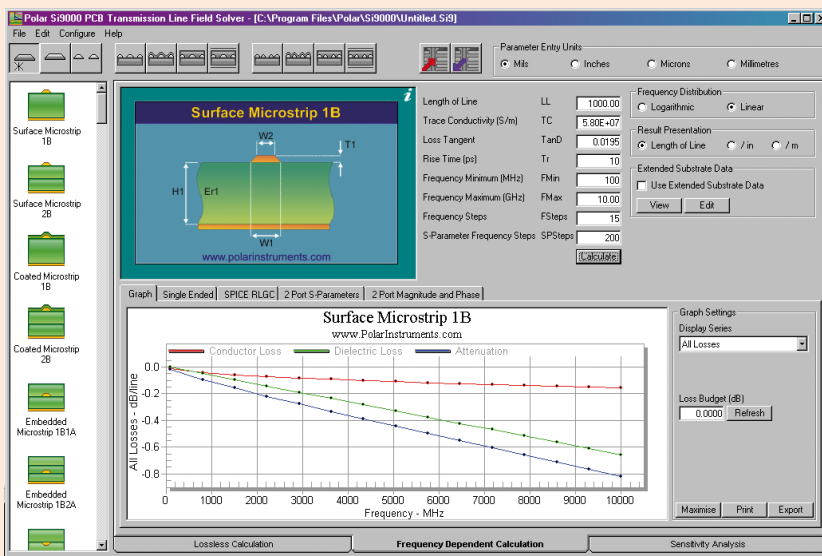 Polar Si9000 PCB Transmission Line Field Solver - [C:\Program Files\Polar\Si9000\Untitled.Si9]
File Edit Configure Help
Parameter Entry Units
Mils Inches Microns Millimetres
Surface Microstrip
1B
Surface Microstrip
2B
Coated Microstrip
1B
Coated Microstrip
2B
Embedded
Microstrip 1B1A
Embedded
Microstrip 1B2A
i
Surface Microstrip 1B
W2
T1
H1 Er1
W1
www.polarinstruments.com
Length of Line LL 1000.00
Trace Conductivity (S/m) TC 5.80E+07
Loss Tangent TanD 0.0195
Rise Time (ps) Tr 10
Frequency Minimum (MHz) FMin 100
Frequency Maximum (GHz) FMax 10.00
Frequency Steps FSteps 15
S-Parameter Frequency Steps SPSteps 200
Calculate
Frequency Distribution
Logarithmic Linear
Result Presentation
Length of Line / in / m
Extended Substrate Data
Use Extended Substrate Data
View Edit
Graph Single Ended SPICE RLGC 2 Port S-Parameters 2 Port Magnitude and Phase
Surface Microstrip 1B
www.PolarInstruments.com
Conductor Loss Dielectric Loss Attenuation
All Losses - dB/line
0.0
-0.2
-0.4
-0.6
-0.8
0 1000 2000 3000 4000 5000 6000 7000 8000 9000 10000
Frequency - MHz
Graph Settings
Display Series
All Losses
Loss Budget (dB)
0.0000 Refresh
Maximise Print Export
Lossless Calculation Frequency Dependent Calculation Sensitivity Analysis